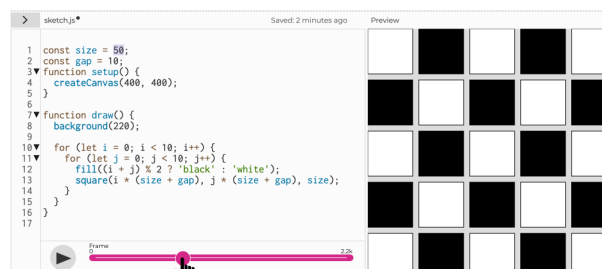 sketch.js Saved: 2 minutes ago Preview
1 const size = 50;
2 const gap = 10;
3 function setup() {
4   createCanvas(400, 400);
5 }
6
7 function draw() {
8   background(220);
9
10   for (let i = 0; i < 10; i++) {
11     for (let j = 0; j < 10; j++) {
12       fill((i + j) % 2 ? 'black' : 'white');
13       square(i * (size + gap), j * (size + gap), size);
14     }
15   }
16 }
17
Frame
0 2.2k